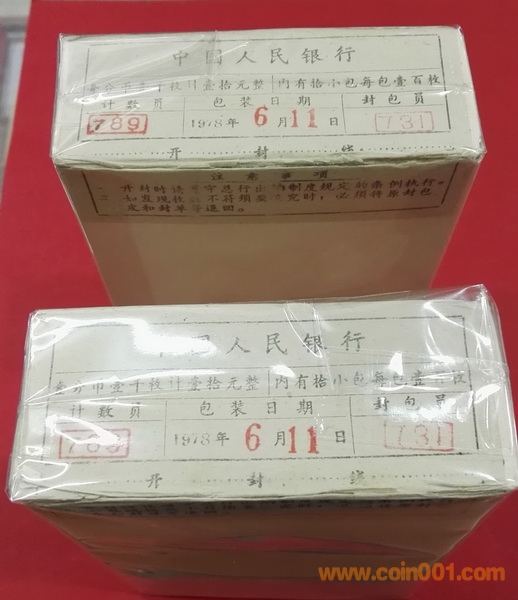 中国人民银行
壹分币壹千枚计壹拾元整 内有拾小包每包壹百枚
计数员 包装日期 封包员
789 1978年6月11日 731
开 封 线
注意事项
一、开封时请 守总行出纳制度规定的条例执行。
二、如发现枚 不符须要 究时，必须将原封包
皮和封单等退回。
中国人民银行
壹分币壹千枚计壹拾元整 内有拾小包每包壹百枚
计数员 包装日期 封包员
789 1978年6月11日 731
开 封 线
www.coin001.com